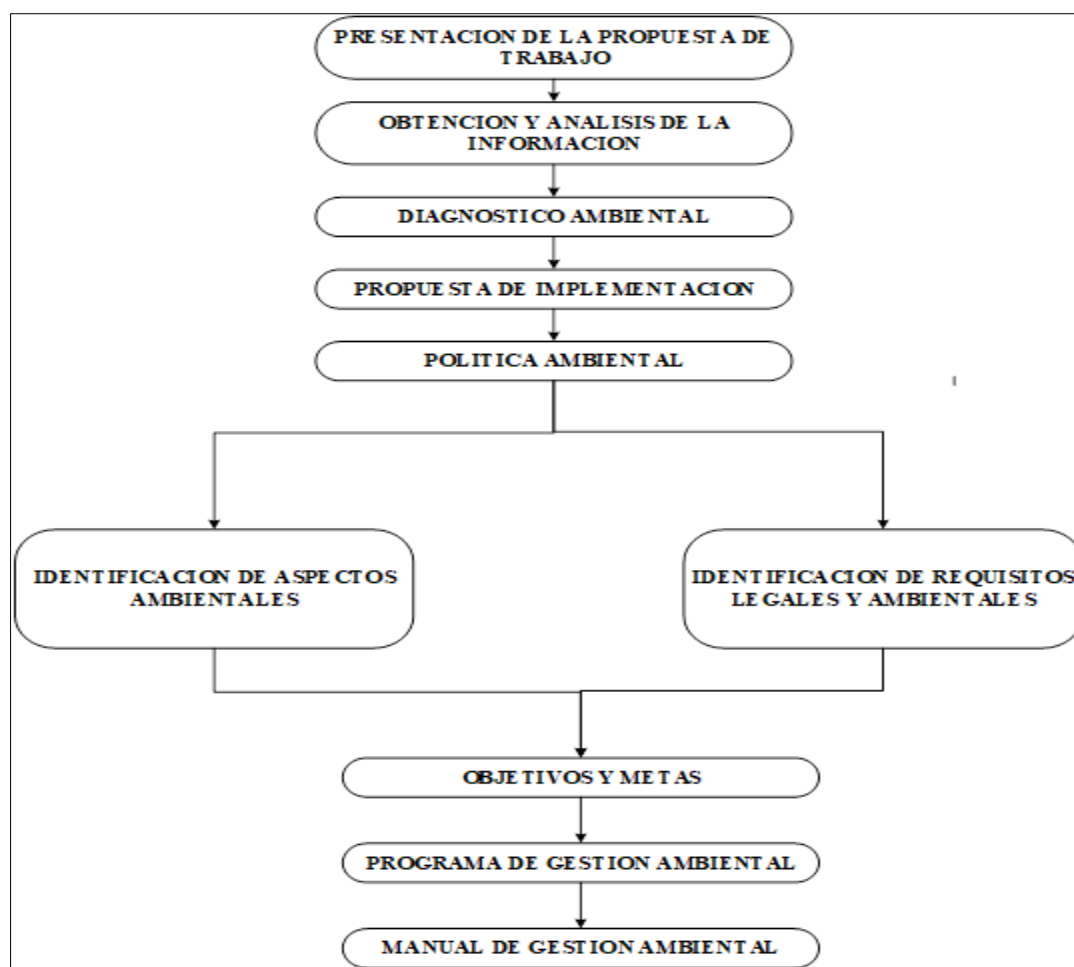 PRESENTACION DE LA PROPUESTA DE
TRABAJO
OBTENCION Y ANALISIS DE LA
INFORMACION
DIAGNOSTICO AMBIENTAL
PROPUESTA DE IMPLEMENTACION
POLITICA AMBIENTAL
IDENTIFICACION DE ASPECTOS
AMBIENTALES
IDENTIFICACION DE REQUISITOS
LEGALES Y AMBIENTALES
OBJETIVOS Y METAS
PROGRAMA DE GESTION AMBIENTAL
MANUAL DE GESTION AMBIENTAL